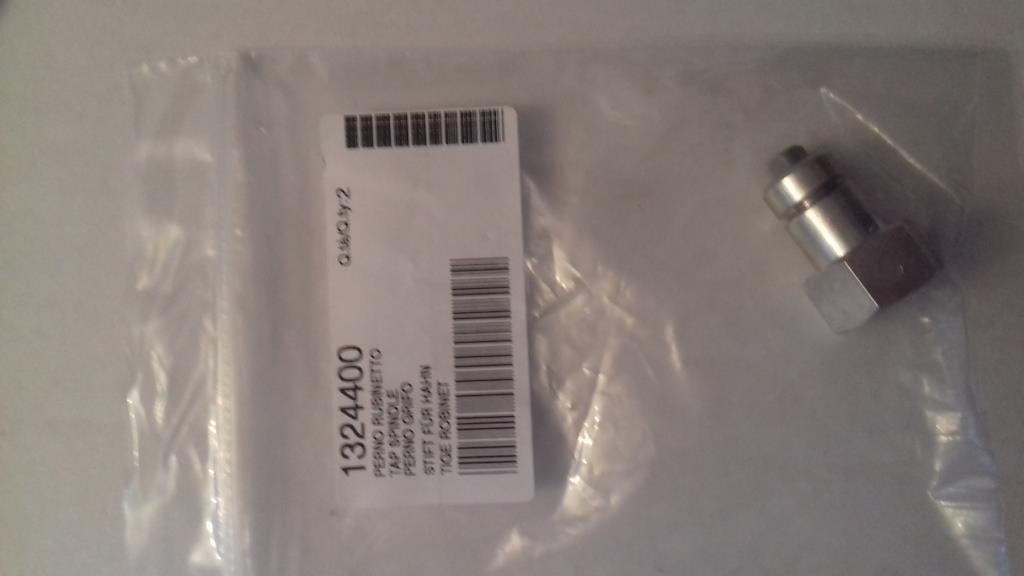 Q.tà/Q.ty:2
1324400
PERNO RUBINETTO
TAP SPINDLE
PERNO GRIFO
STIFT FÜR HAHN
TIGE ROBINET